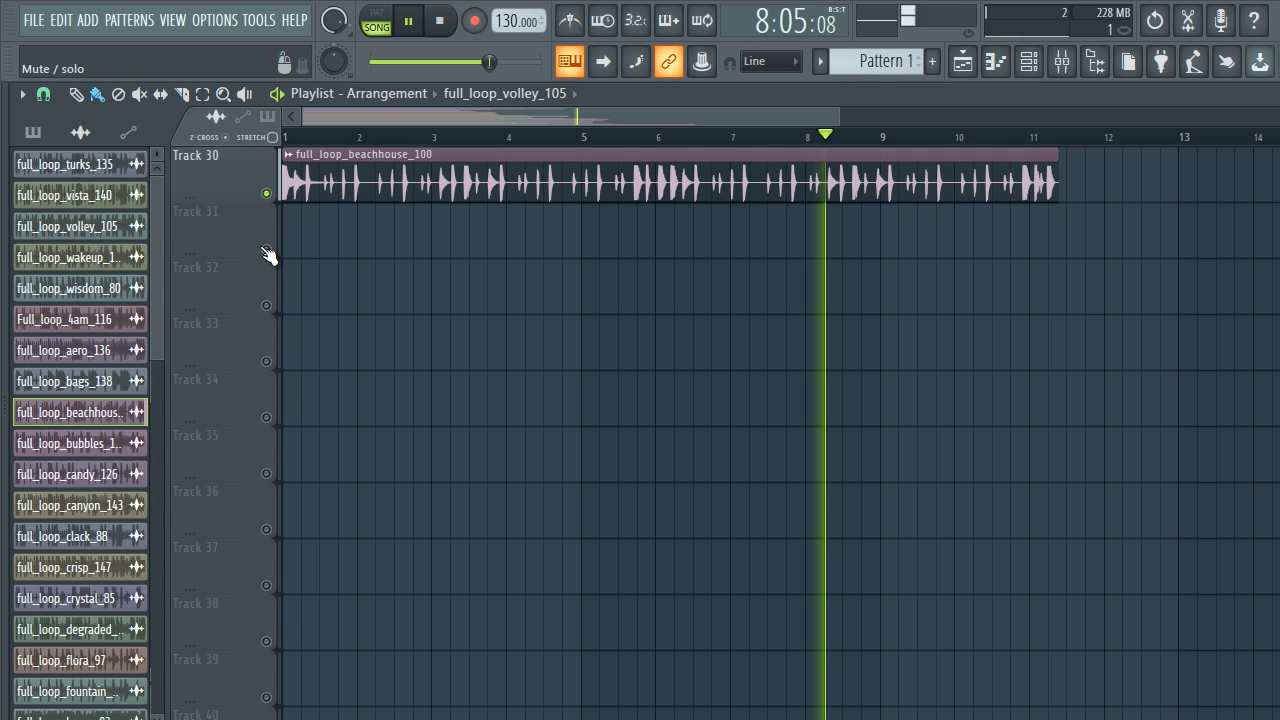 FILE EDIT ADD PATTERNS VIEW OPTIONS TOOLS HELP
PAT
SONG
130.000
3.2.
8:05:08
B:S:T
2
228 MB
1
Mute / solo
Line
Pattern 1
+
Playlist - Arrangement › full_loop_volley_105 ›
Z-CROSS
STRETCH
1 2 3 4 5 6 7 8 9 10 11 12 13 14
full_loop_turks_135
full_loop_vista_140
full_loop_volley_105
full_loop_wakeup_1..
full_loop_wisdom_80
Full_loop_4am_116
full_loop_aero_136
full_loop_bags_138
full_loop_beachhous..
full_loop_bubbles_1..
full_loop_candy_126
full_loop_canyon_143
full_loop_clack_88
full_loop_crisp_147
full_loop_crystal_85
full_loop_degraded_..
full_loop_flora_97
full_loop_fountain_..
Track 30
...
full_loop_beachhouse_100
Track 31
Track 32
...
Track 33
...
Track 34
...
Track 35
...
Track 36
...
Track 37
...
Track 38
...
Track 39
...
Track 40